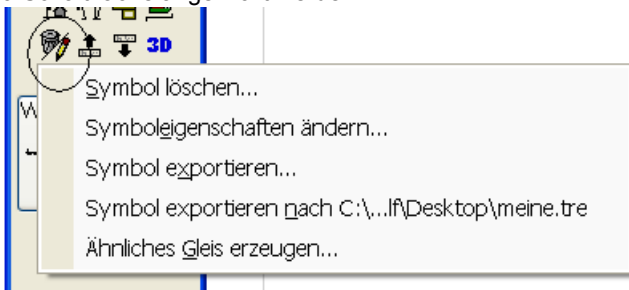 3D
Symbol löschen...
Symboleigenschaften ändern...
Symbol exportieren...
Symbol exportieren nach C:\...lf\Desktop\meine.tre
Ähnliches Gleis erzeugen...